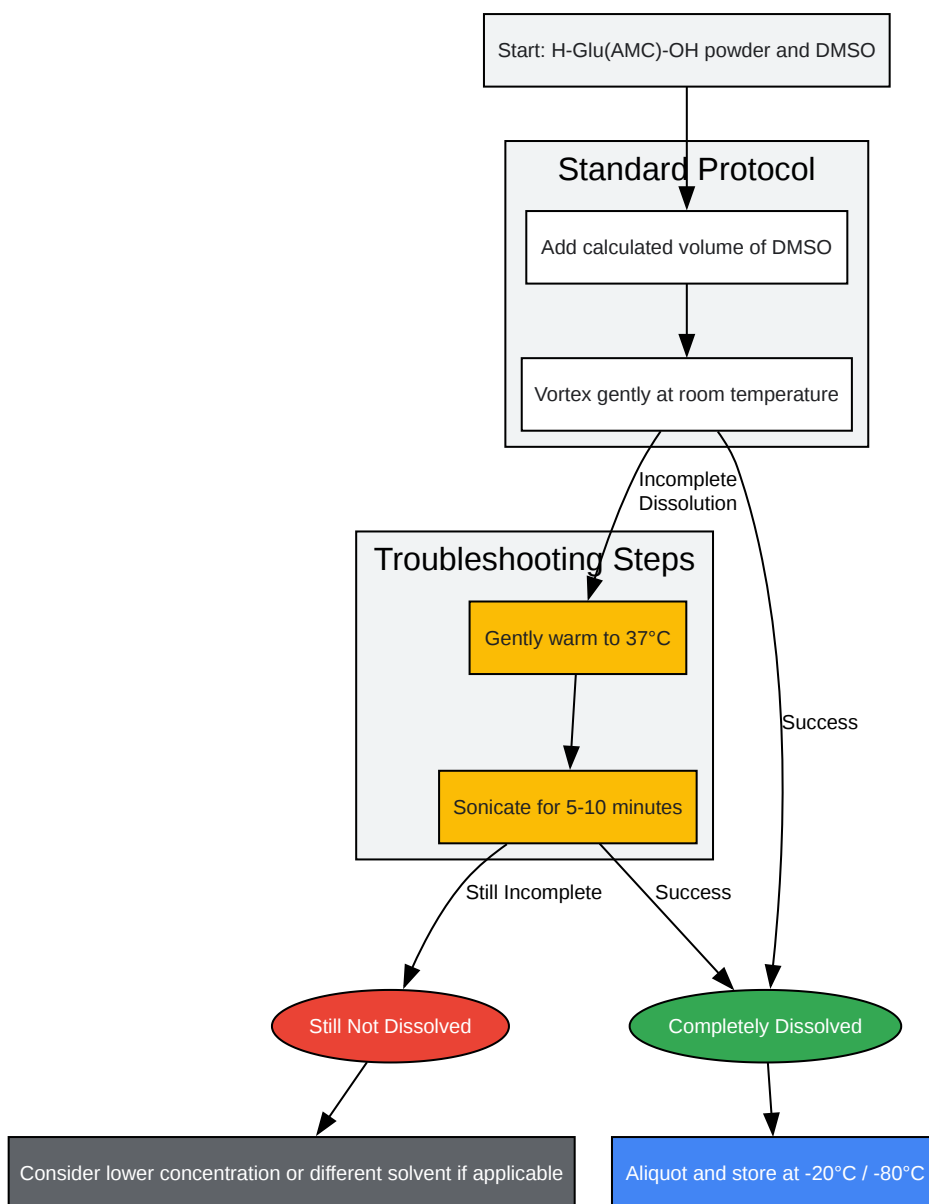 Start: H-Glu(AMC)-OH powder and DMSO
Standard Protocol
Add calculated volume of DMSO
Vortex gently at room temperature
Incomplete
Dissolution
Troubleshooting Steps
Gently warm to 37°C
Success
Sonicate for 5-10 minutes
Still Incomplete
Success
Still Not Dissolved
Completely Dissolved
Consider lower concentration or different solvent if applicable
Aliquot and store at -20°C / -80°C